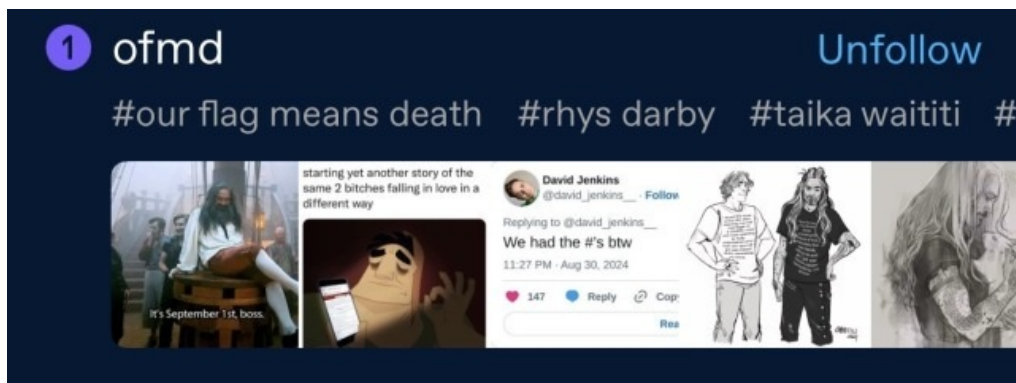 1 ofmd Unfollow
#our flag means death #rhys darby #taika waititi #
It's September 1st, boss.
starting yet another story of the
same 2 bitches falling in love in a
different way
David Jenkins
@david_jenkins__ · Follow
Replying to @david_jenkins__
We had the #'s btw
11:27 PM · Aug 30, 2024
147 Reply Cop
Rea